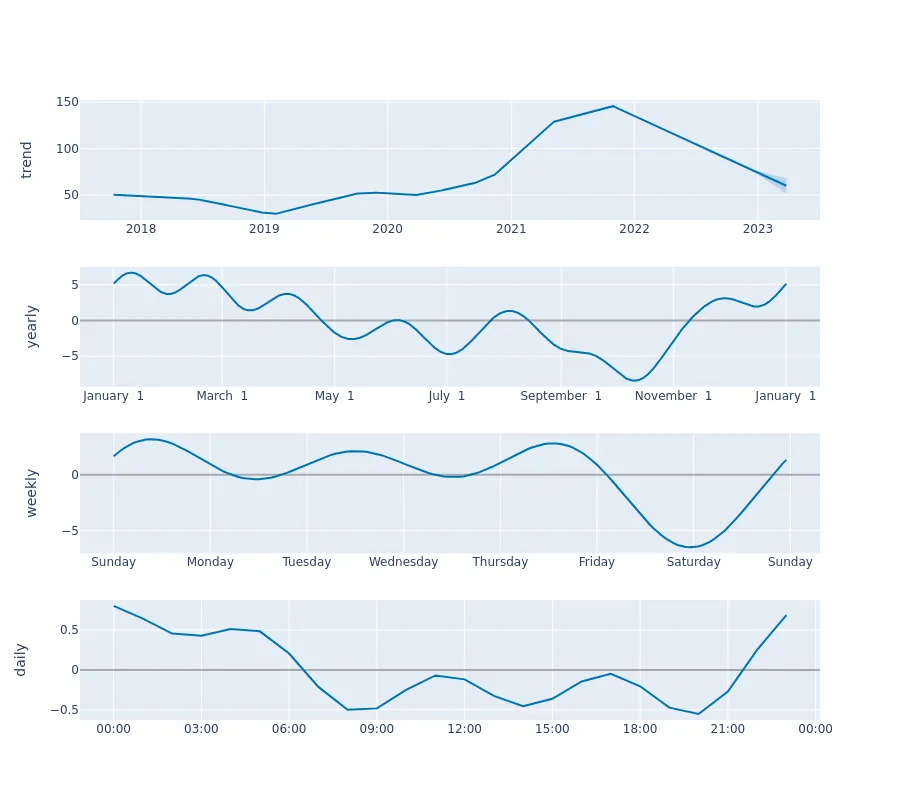 trend
150
100
50
2018 2019 2020 2021 2022 2023
yearly
5
0
−5
January 1 March 1 May 1 July 1 September 1 November 1 January 1
weekly
0
−5
Sunday Monday Tuesday Wednesday Thursday Friday Saturday Sunday
daily
0.5
0
−0.5
00:00 03:00 06:00 09:00 12:00 15:00 18:00 21:00 00:00